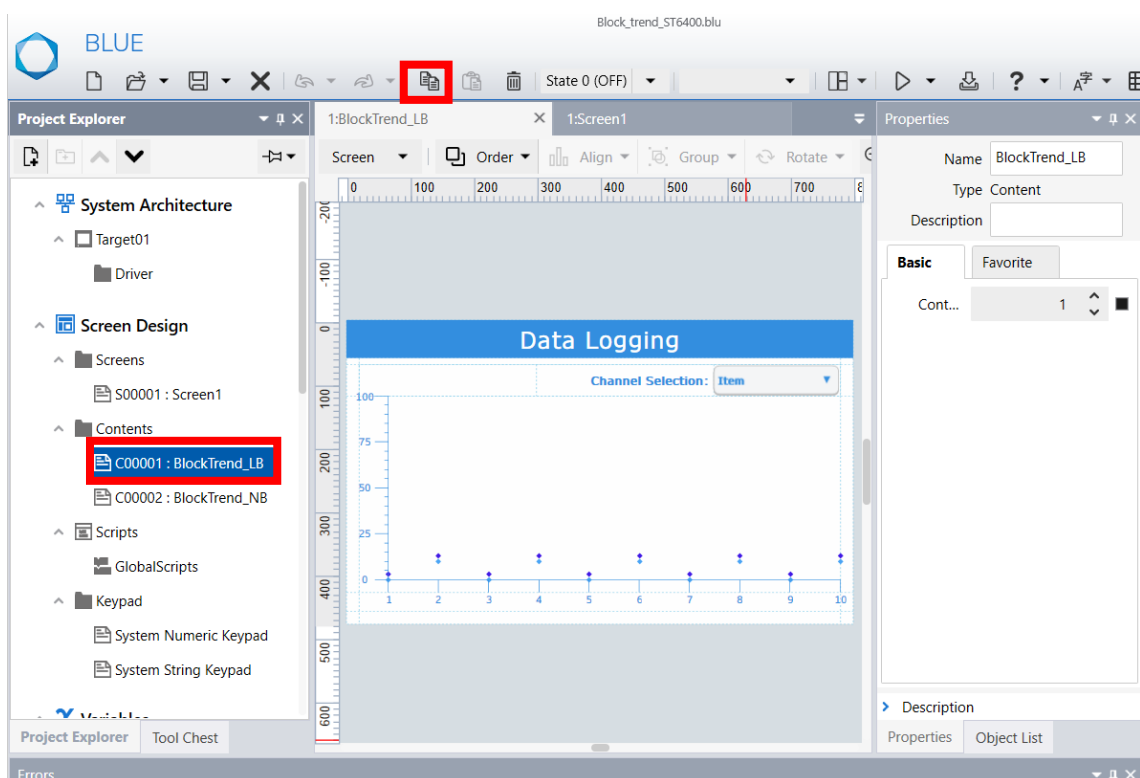 Block_trend_ST6400.blu
BLUE
State 0 (OFF)
?
A字
Project Explorer
1:BlockTrend_LB
1:Screen1
Properties
Screen
Order
Align
Group
Rotate
Name BlockTrend_LB
Type Content
Description
Basic
Favorite
Cont...
1
0 100 200 300 400 500 600 700 8
-200
-100
0
100
200
300
400
500
600
System Architecture
Target01
Driver
Screen Design
Screens
S00001 : Screen1
Contents
C00001 : BlockTrend_LB
C00002 : BlockTrend_NB
Scripts
GlobalScripts
Keypad
System Numeric Keypad
System String Keypad
Variables
Data Logging
Channel Selection: Item
100
75
50
25
0
1 2 3 4 5 6 7 8 9 10
Description
Project Explorer
Tool Chest
Properties
Object List
Errors